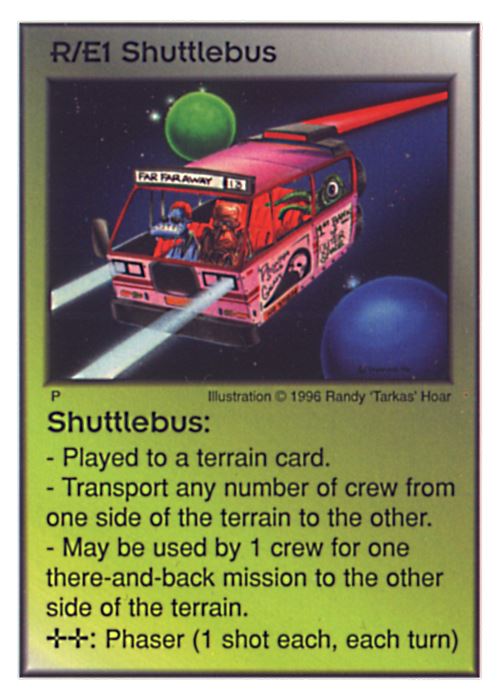 R/E1 Shuttlebus
FAR FAR AWAY
P
Illustration © 1996 Randy 'Tarkas' Hoar
Shuttlebus:
- Played to a terrain card.
- Transport any number of crew from
one side of the terrain to the other.
- May be used by 1 crew for one
there-and-back mission to the other
side of the terrain.
✢✢: Phaser (1 shot each, each turn)